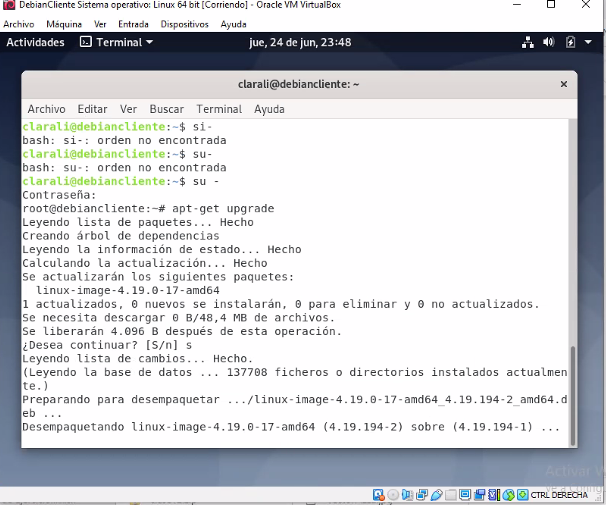 DebianCliente Sistema operativo: Linux 64 bit [Corriendo] - Oracle VM VirtualBox
Archivo Máquina Ver Entrada Dispositivos Ayuda
Actividades Terminal jue, 24 de jun, 23:48
clarali@debiancliente: ~
Archivo Editar Ver Buscar Terminal Ayuda
clarali@debiancliente:~$ si-
bash: si-: orden no encontrada
clarali@debiancliente:~$ su-
bash: su-: orden no encontrada
clarali@debiancliente:~$ su -
Contraseña:
root@debiancliente:~# apt-get upgrade
Leyendo lista de paquetes... Hecho
Creando árbol de dependencias
Leyendo la información de estado... Hecho
Calculando la actualización... Hecho
Se actualizarán los siguientes paquetes:
linux-image-4.19.0-17-amd64
1 actualizados, 0 nuevos se instalarán, 0 para eliminar y 0 no actualizados.
Se necesita descargar 0 B/48,4 MB de archivos.
Se liberarán 4.096 B después de esta operación.
¿Desea continuar? [S/n] s
Leyendo lista de cambios... Hecho.
(Leyendo la base de datos ... 137708 ficheros o directorios instalados actualmen
te.)
Preparando para desempaquetar .../linux-image-4.19.0-17-amd64_4.19.194-2_amd64.d
eb ...
Desempaquetando linux-image-4.19.0-17-amd64 (4.19.194-2) sobre (4.19.194-1) ...
Activar W
CTRL DERECHA